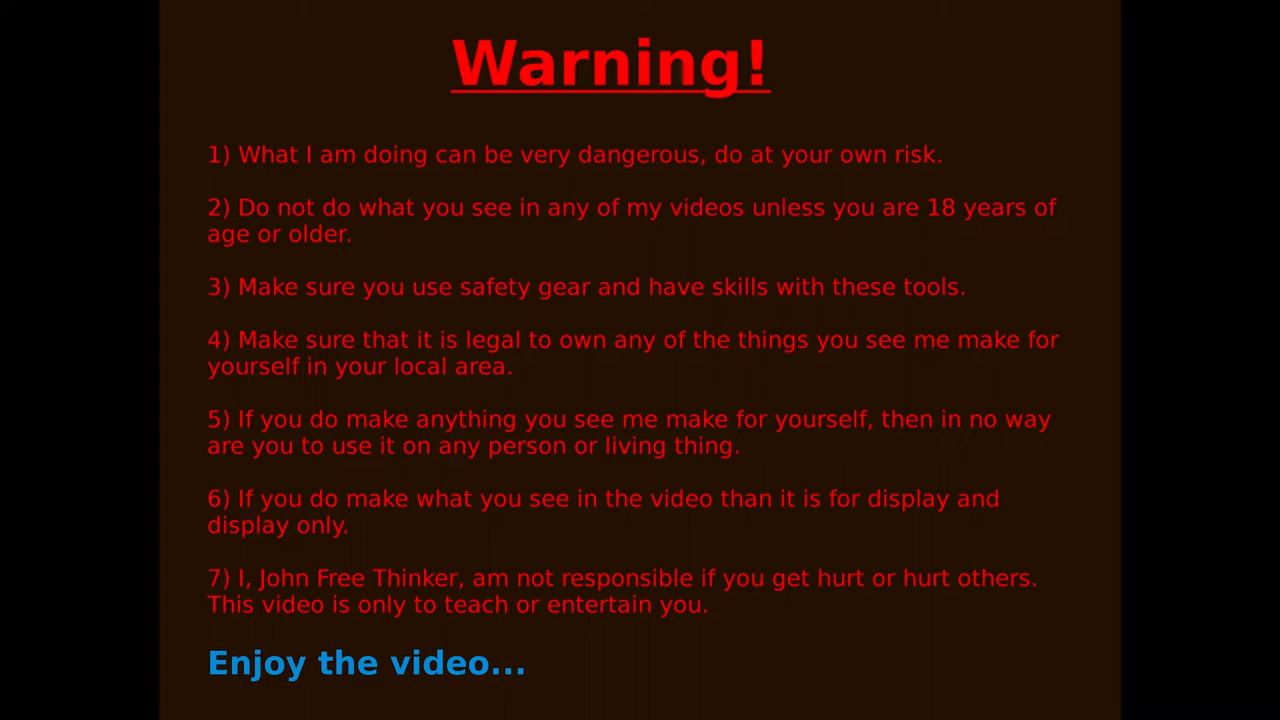 Warning!
1) What I am doing can be very dangerous, do at your own risk.
2) Do not do what you see in any of my videos unless you are 18 years of
age or older.
3) Make sure you use safety gear and have skills with these tools.
4) Make sure that it is legal to own any of the things you see me make for
yourself in your local area.
5) If you do make anything you see me make for yourself, then in no way
are you to use it on any person or living thing.
6) If you do make what you see in the video than it is for display and
display only.
7) I, John Free Thinker, am not responsible if you get hurt or hurt others.
This video is only to teach or entertain you.
Enjoy the video...